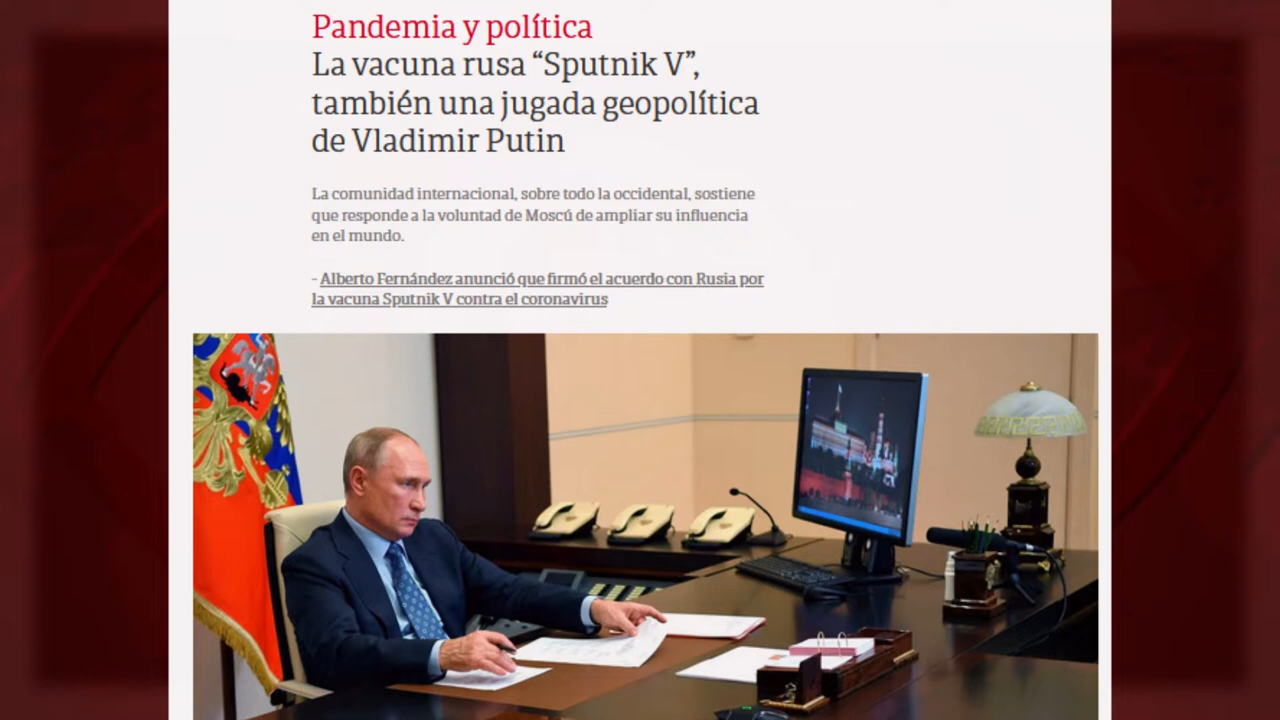 Pandemia y política
La vacuna rusa “Sputnik V”,
también una jugada geopolítica
de Vladimir Putin
La comunidad internacional, sobre todo la occidental, sostiene
que responde a la voluntad de Moscú de ampliar su influencia
en el mundo.
- Alberto Fernández anunció que firmó el acuerdo con Rusia por
la vacuna Sputnik V contra el coronavirus